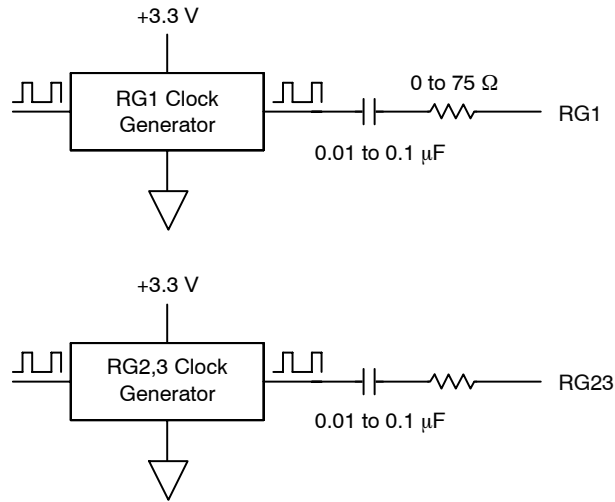 +3.3 V
RG1 Clock
Generator
0 to 75 Ω
RG1
0.01 to 0.1 μF
+3.3 V
RG2,3 Clock
Generator
RG23
0.01 to 0.1 μF